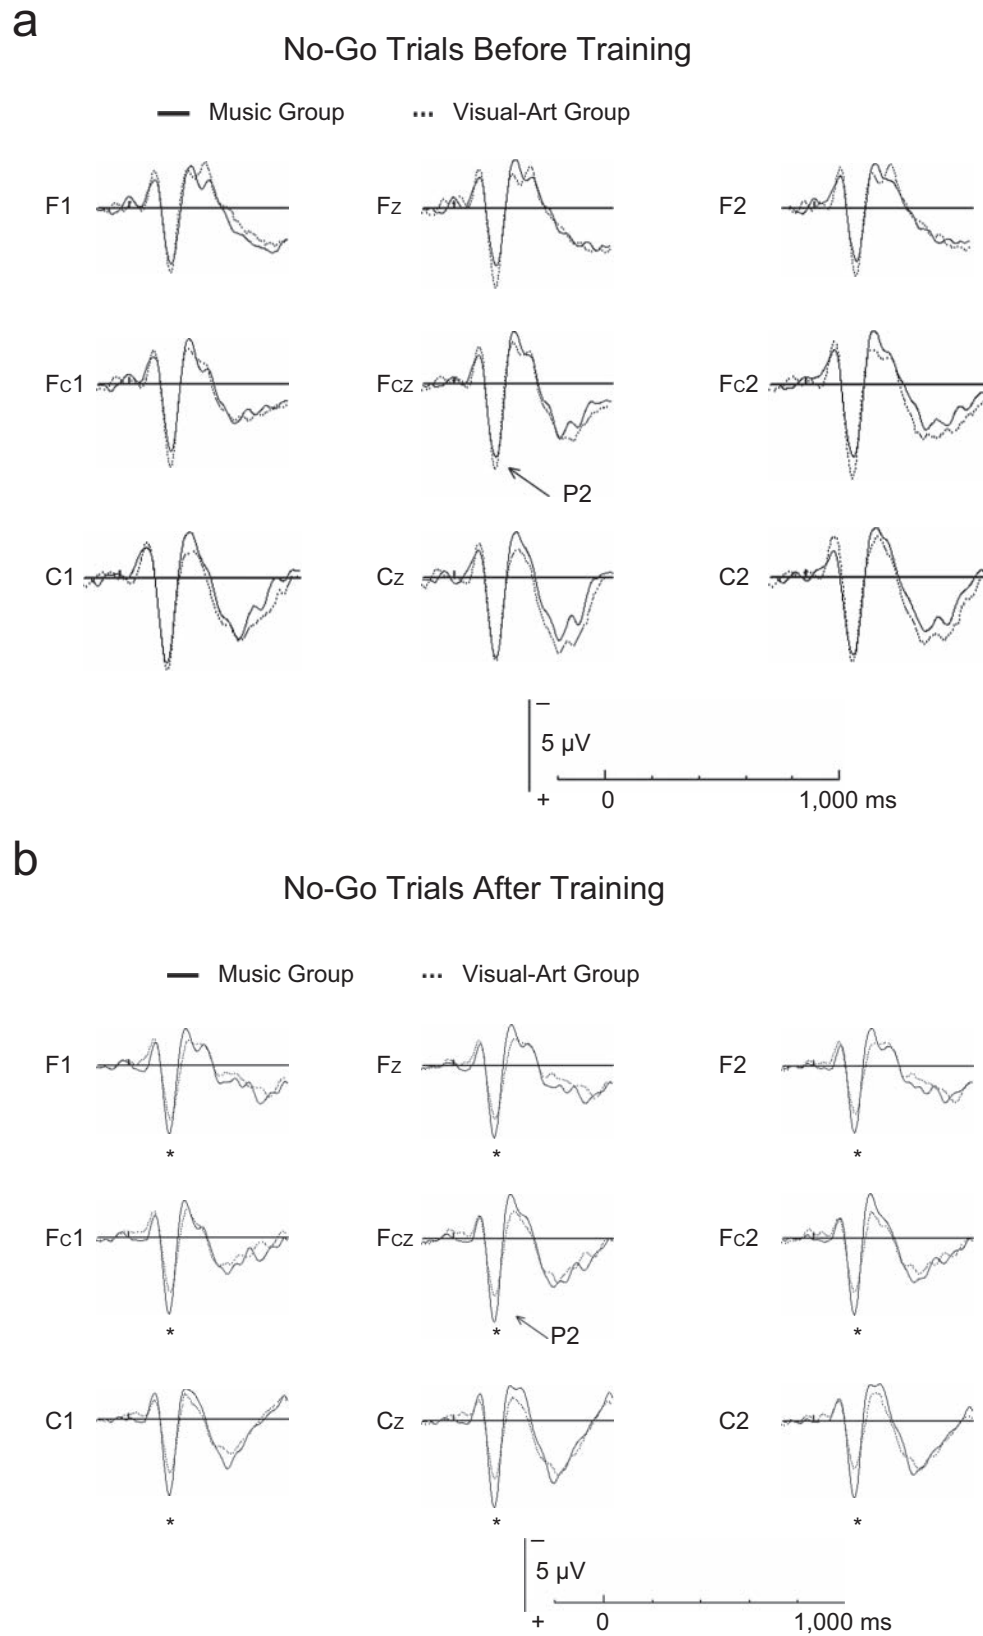 a
No-Go Trials Before Training
Music Group Visual-Art Group
F1 Fz F2
Fc1 Fcz Fc2
P2
C1 Cz C2
–
5 µV
+ 0 1,000 ms
b
No-Go Trials After Training
Music Group Visual-Art Group
F1 Fz F2
* * *
Fc1 Fcz Fc2
* * P2 *
C1 Cz C2
* * *
–
5 µV
+ 0 1,000 ms